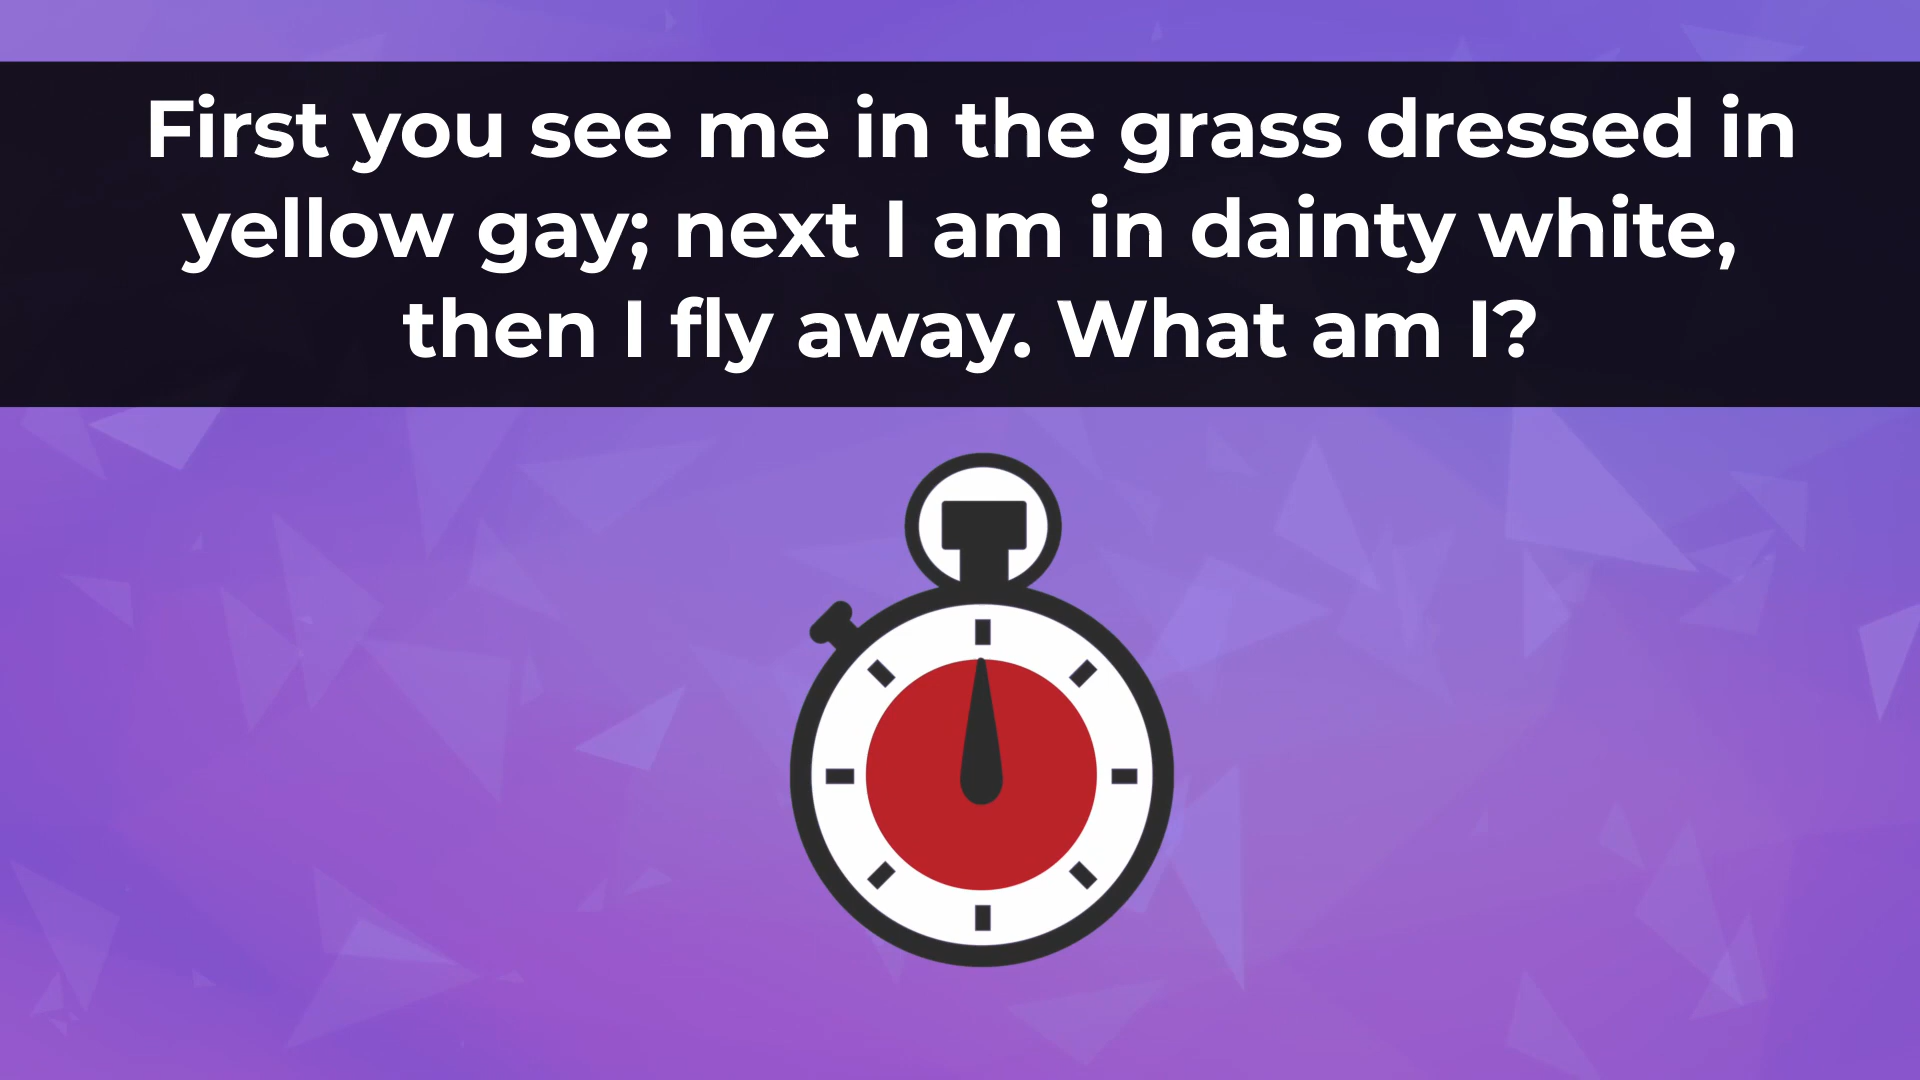 First you see me in the grass dressed in
yellow gay; next I am in dainty white,
then I fly away. What am I?